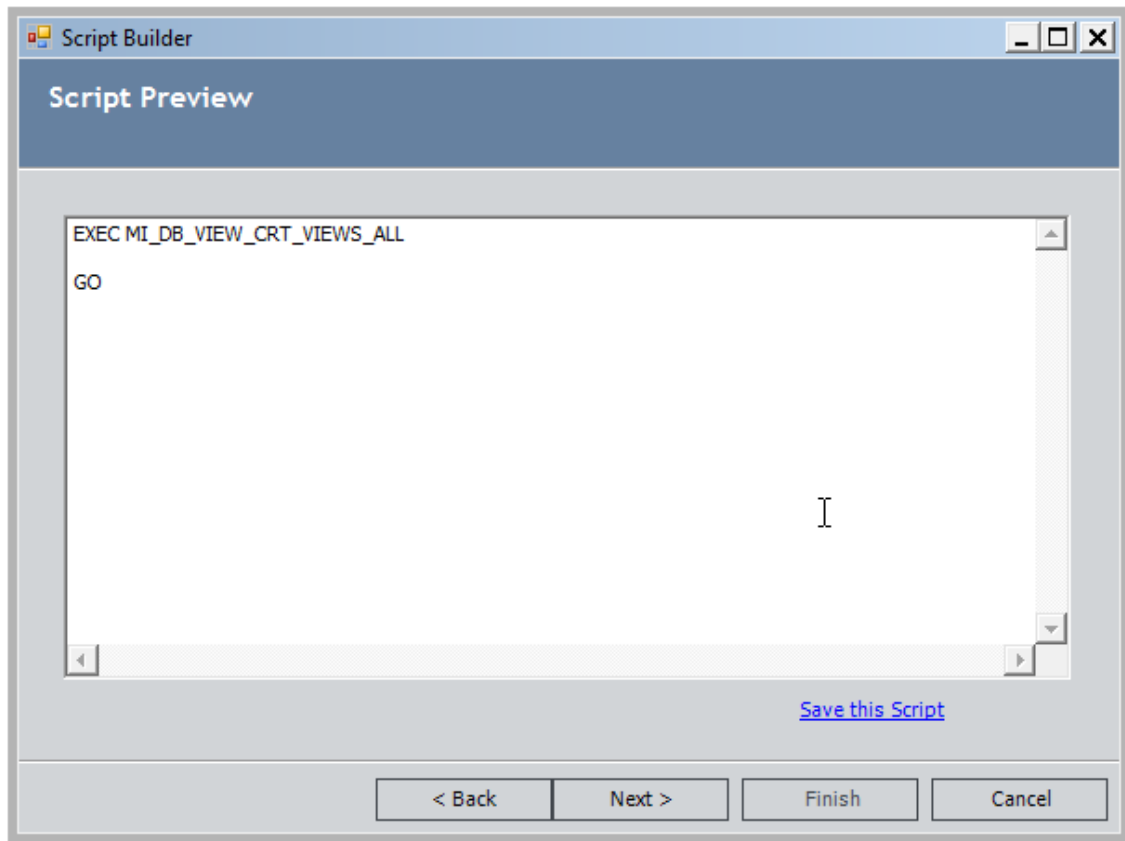 Script Builder
Script Preview
EXEC MI_DB_VIEW_CRT_VIEWS_ALL
GO
Save this Script
< Back
Next >
Finish
Cancel